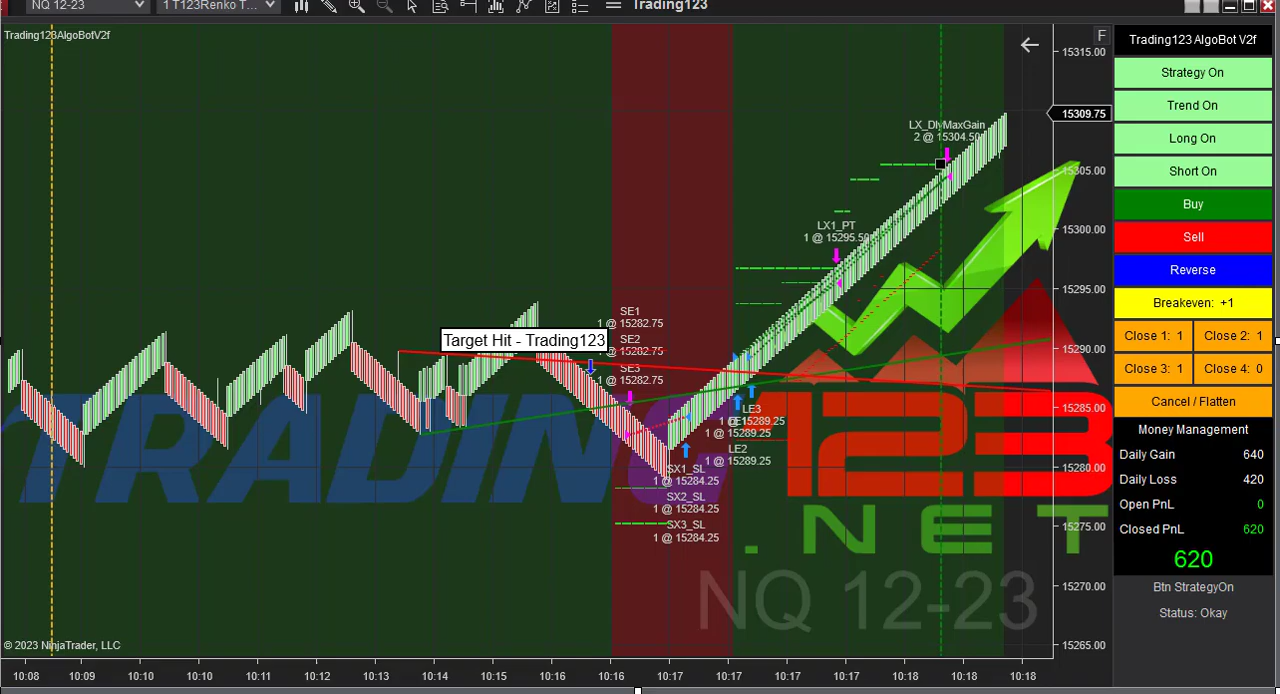 NQ 12-23
1 T123Renko T...
Trading123
Trading123AlgoBotV2f
F
15315.00
15309.75
15305.00
15300.00
15295.00
15290.00
15285.00
15280.00
15275.00
15270.00
15265.00
LX_DlyMaxGain
2 @ 15304.50
LX1_PT
1 @ 15295.50
SE1
1 @ 15282.75
SE2
1 @ 15282.75
SE3
1 @ 15282.75
Target Hit - Trading123
LE3
1 @ 15289.25
LE1
1 @ 15289.25
LE2
1 @ 15289.25
SX1_SL
1 @ 15284.25
SX2_SL
1 @ 15284.25
SX3_SL
1 @ 15284.25
TRADING123
.NET
NQ 12-23
© 2023 NinjaTrader, LLC
10:08 10:09 10:10 10:10 10:11 10:12 10:13 10:14 10:15 10:16 10:16 10:17 10:17 10:17 10:17 10:18 10:18 10:18
Trading123 AlgoBot V2f
Strategy On
Trend On
Long On
Short On
Buy
Sell
Reverse
Breakeven: +1
Close 1: 1 Close 2: 1
Close 3: 1 Close 4: 0
Cancel / Flatten
Money Management
Daily Gain 640
Daily Loss 420
Open PnL 0
Closed PnL 620
620
Btn StrategyOn
Status: Okay